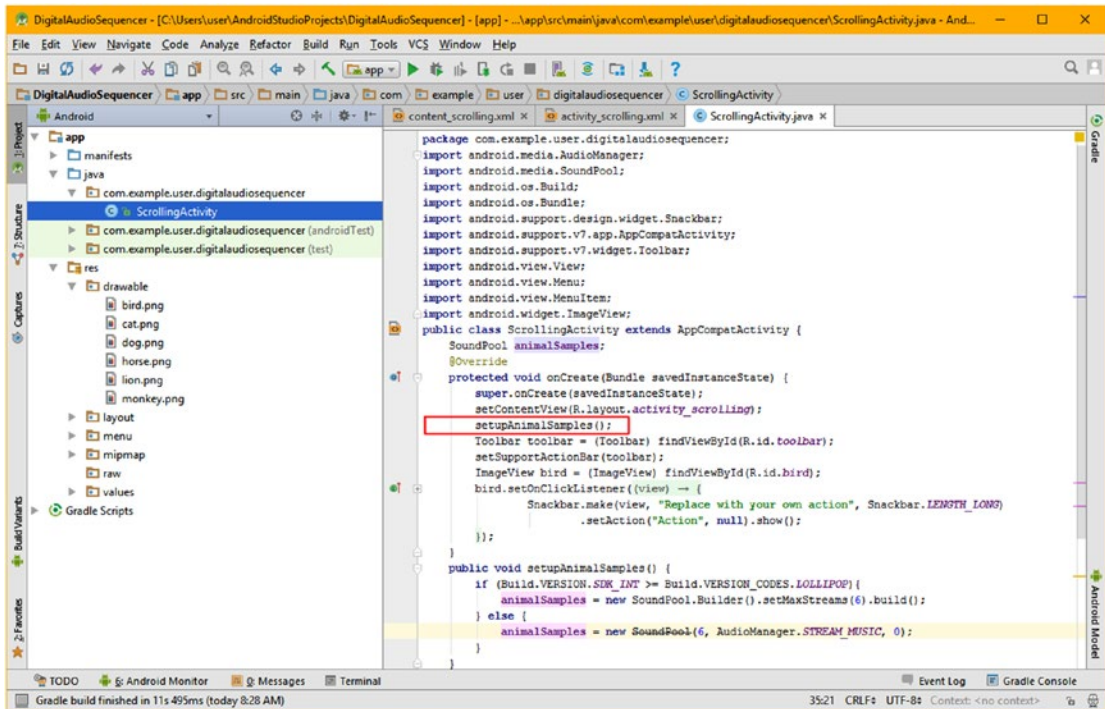 DigitalAudioSequencer - [C:\Users\user\AndroidStudioProjects\DigitalAudioSequencer] - [app] - ...\app\src\main\java\com\example\user\digitalaudiosequencer\ScrollingActivity.java - And...
File Edit View Navigate Code Analyze Refactor Build Run Tools VCS Window Help
app
DigitalAudioSequencer app src main java com example user digitalaudiosequencer ScrollingActivity
Android
content_scrolling.xml activity_scrolling.xml ScrollingActivity.java
1: Project
7: Structure
Captures
Build Variants
2: Favorites
app
manifests
java
com.example.user.digitalaudiosequencer
ScrollingActivity
com.example.user.digitalaudiosequencer (androidTest)
com.example.user.digitalaudiosequencer (test)
res
drawable
bird.png
cat.png
dog.png
horse.png
lion.png
monkey.png
layout
menu
mipmap
raw
values
Gradle Scripts
package com.example.user.digitalaudiosequencer;
import android.media.AudioManager;
import android.media.SoundPool;
import android.os.Build;
import android.os.Bundle;
import android.support.design.widget.Snackbar;
import android.support.v7.app.AppCompatActivity;
import android.support.v7.widget.Toolbar;
import android.view.View;
import android.view.Menu;
import android.view.MenuItem;
import android.widget.ImageView;
public class ScrollingActivity extends AppCompatActivity {
SoundPool animalSamples;
@Override
protected void onCreate(Bundle savedInstanceState) {
super.onCreate(savedInstanceState);
setContentView(R.layout.activity_scrolling);
setupAnimalSamples();
Toolbar toolbar = (Toolbar) findViewById(R.id.toolbar);
setSupportActionBar(toolbar);
ImageView bird = (ImageView) findViewById(R.id.bird);
bird.setOnClickListener((view) → {
Snackbar.make(view, "Replace with your own action", Snackbar.LENGTH_LONG)
.setAction("Action", null).show();
});
}
public void setupAnimalSamples() {
if (Build.VERSION.SDK_INT >= Build.VERSION_CODES.LOLLIPOP){
animalSamples = new SoundPool.Builder().setMaxStreams(6).build();
} else {
animalSamples = new SoundPool(6, AudioManager.STREAM_MUSIC, 0);
}
}
Gradle
Android Model
TODO 6: Android Monitor 0: Messages Terminal Event Log Gradle Console
Gradle build finished in 11s 495ms (today 8:28 AM) 35:21 CRLF UTF-8 Context: <no context>